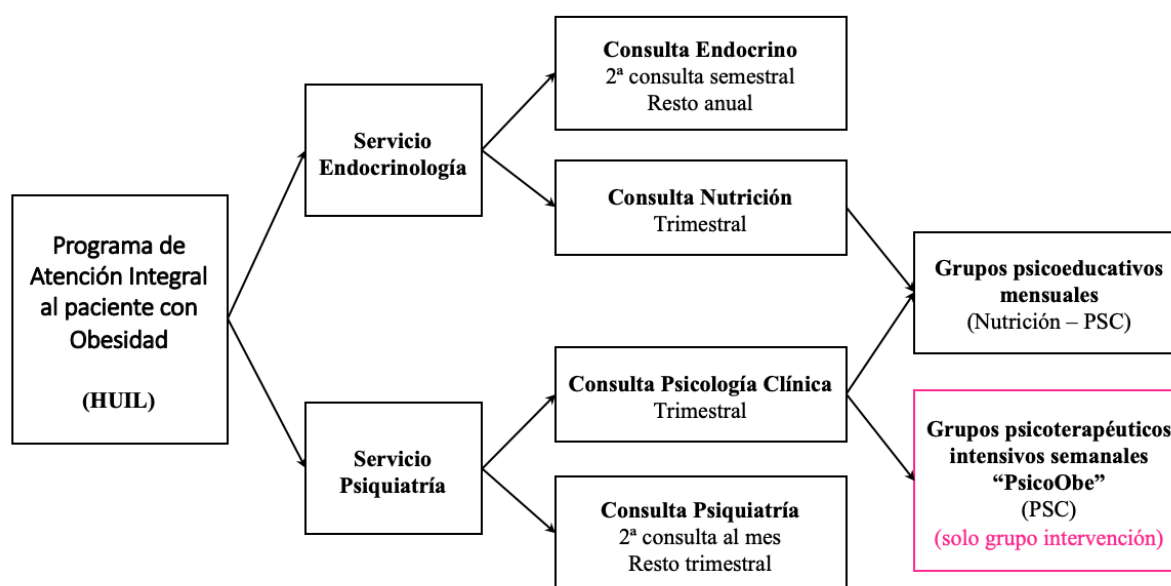 Programa de
Atención Integral
al paciente con
Obesidad
(HUIL)
Servicio
Endocrinología
Servicio
Psiquiatría
Consulta Endocrino
2ª consulta semestral
Resto anual
Consulta Nutrición
Trimestral
Consulta Psicología Clínica
Trimestral
Consulta Psiquiatría
2ª consulta al mes
Resto trimestral
Grupos psicoeducativos
mensuales
(Nutrición – PSC)
Grupos psicoterapéuticos
intensivos semanales
“PsicoObe”
(PSC)
(solo grupo intervención)